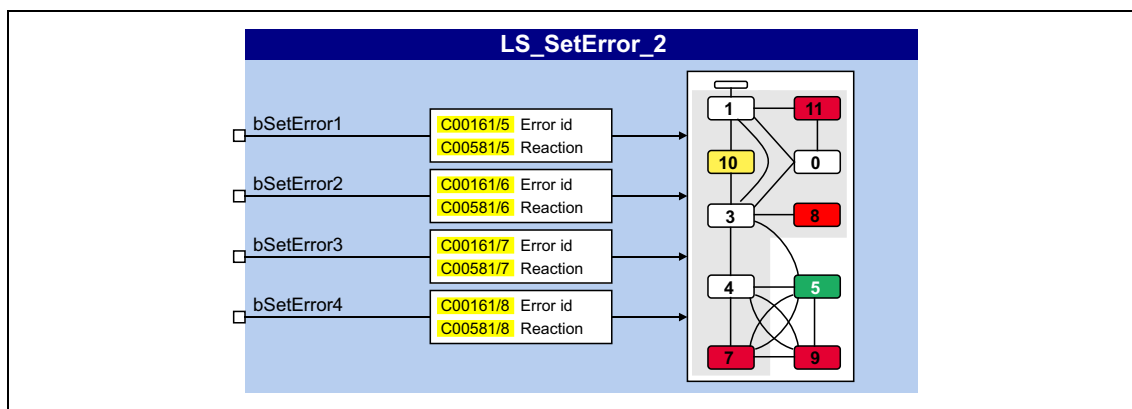 LS_SetError_2
bSetError1
C00161/5 Error id
C00581/5 Reaction
bSetError2
C00161/6 Error id
C00581/6 Reaction
bSetError3
C00161/7 Error id
C00581/7 Reaction
bSetError4
C00161/8 Error id
C00581/8 Reaction
1 11
10 0
3 8
4 5
7 9